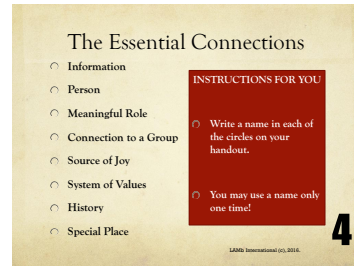 The Essential Connections
Information
Person
Meaningful Role
Connection to a Group
Source of Joy
System of Values
History
Special Place
INSTRUCTIONS FOR YOU
Write a name in each of
the circles on your
handout.
You may use a name only
one time!
LAMb International (c), 2016.
4